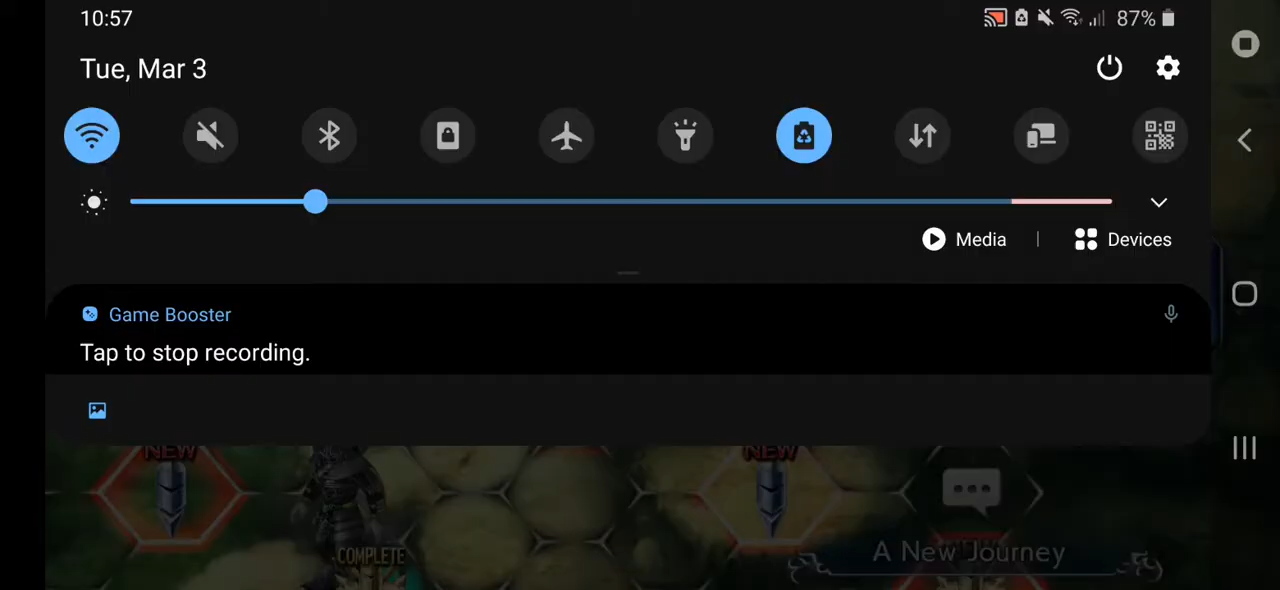 10:57
87%
Tue, Mar 3
Media
Devices
Game Booster
Tap to stop recording.
NEW
NEW
COMPLETE
A New Journey